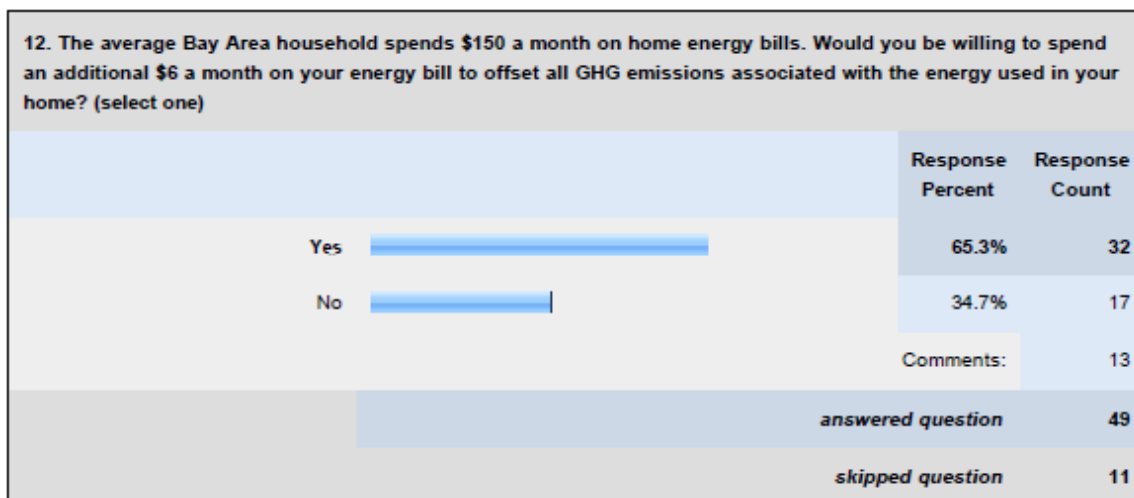 12. The average Bay Area household spends $150 a month on home energy bills. Would you be willing to spend
an additional $6 a month on your energy bill to offset all GHG emissions associated with the energy used in your
home? (select one)
Response Percent Response Count
Yes 65.3% 32
No 34.7% 17
Comments: 13
answered question 49
skipped question 11